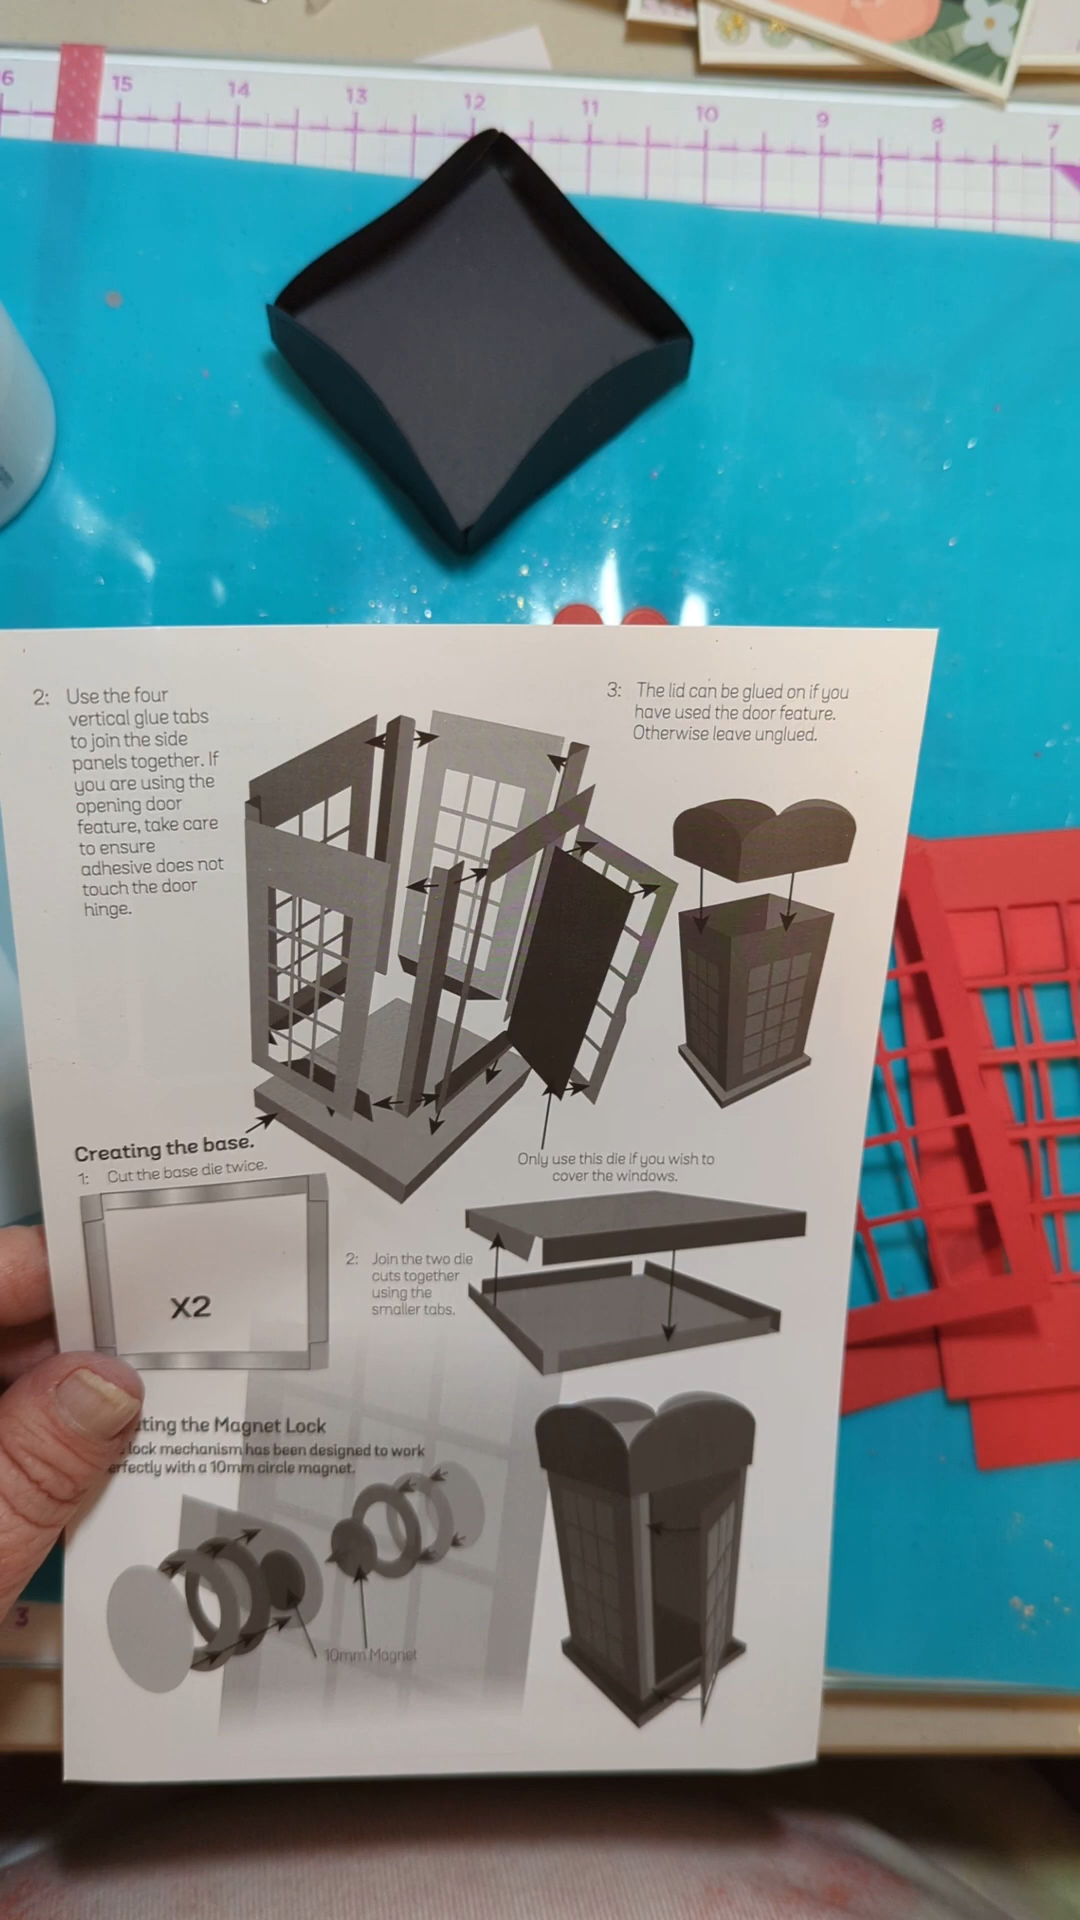 6 15 14 13 12 11 10 9 8 7
2: Use the four
vertical glue tabs
to join the side
panels together. If
you are using the
opening door
feature, take care
to ensure
adhesive does not
touch the door
hinge.
3: The lid can be glued on if you
have used the door feature.
Otherwise leave unglued.
Only use this die if you wish to
cover the windows.
Creating the base.
1: Cut the base die twice.
X2
2: Join the two die
cuts together
using the
smaller tabs.
the Magnet Lock
lock mechanism has been designed to work
with a 10mm circle magnet.
10mm Magnet
3